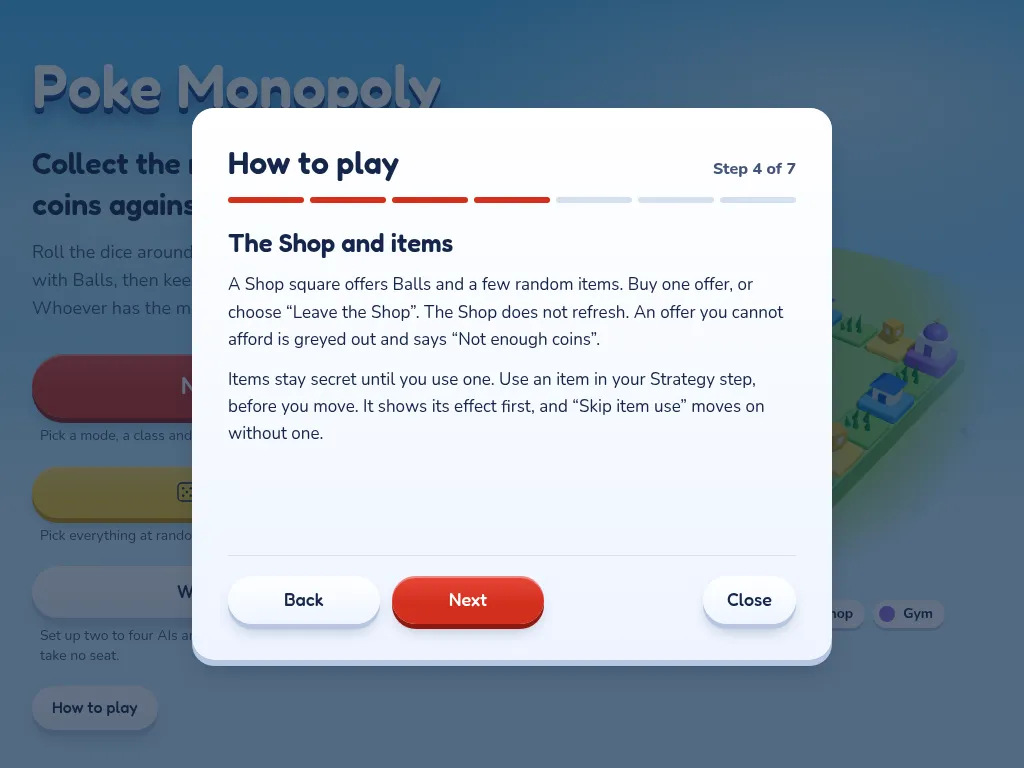 Poke Monopoly
Collect the
coins agains
Roll the dice around
with Balls, then kee
Whoever has the m
N
Pick a mode, a class and
Pick everything at rando
W
Set up two to four AIs ar
take no seat.
How to play
How to play
Step 4 of 7
The Shop and items
A Shop square offers Balls and a few random items. Buy one offer, or
choose “Leave the Shop”. The Shop does not refresh. An offer you cannot
afford is greyed out and says “Not enough coins”.
Items stay secret until you use one. Use an item in your Strategy step,
before you move. It shows its effect first, and “Skip item use” moves on
without one.
Back
Next
Close
hop
Gym